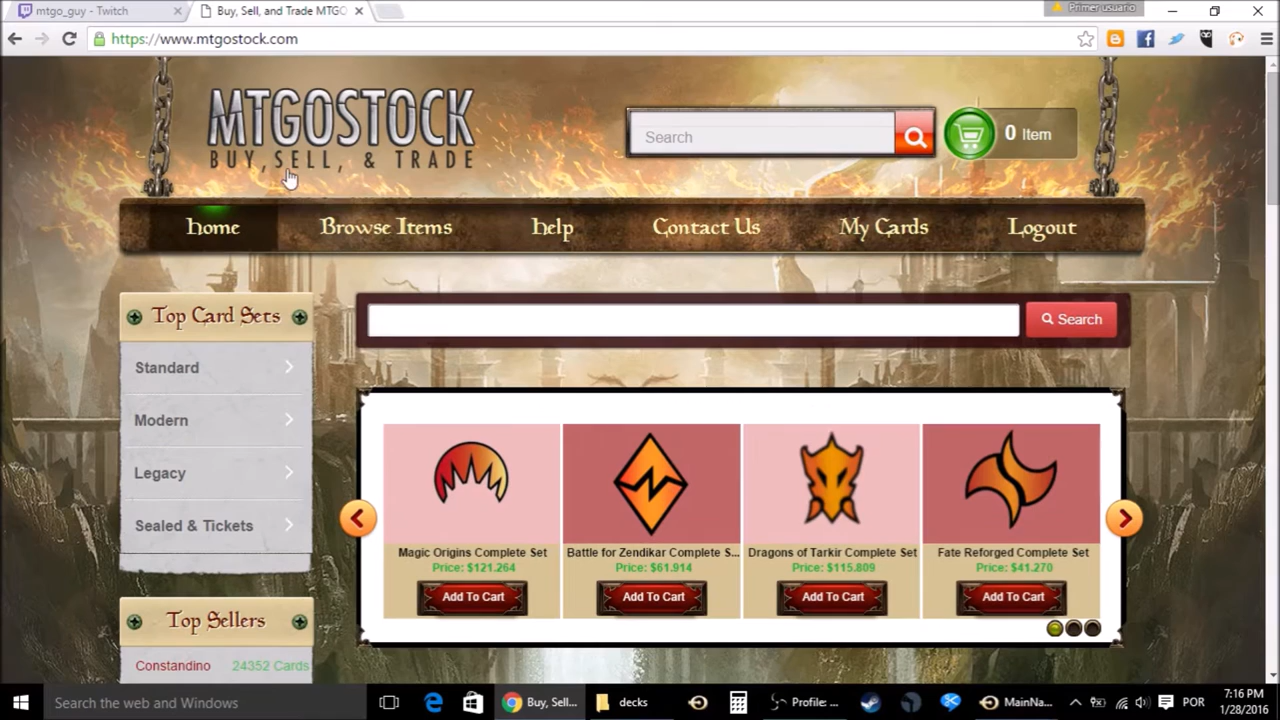 mtgo_guy - Twitch
Buy, Sell, and Trade MTGO
Primer usuario
https://www.mtgostock.com
MTGOSTOCK
BUY, SELL, & TRADE
Search
0 Item
home
Browse Items
help
Contact Us
My Cards
Logout
Top Card Sets
Search
Standard
Modern
Legacy
Sealed & Tickets
Magic Origins Complete Set
Price: $121.264
Add To Cart
Battle for Zendikar Complete S...
Price: $61.914
Add To Cart
Dragons of Tarkir Complete Set
Price: $115.809
Add To Cart
Fate Reforged Complete Set
Price: $41.270
Add To Cart
Top Sellers
Constandino 24352 Cards
Search the web and Windows
Buy, Sell...
decks
Profile: ...
MainNa...
POR
7:16 PM
1/28/2016